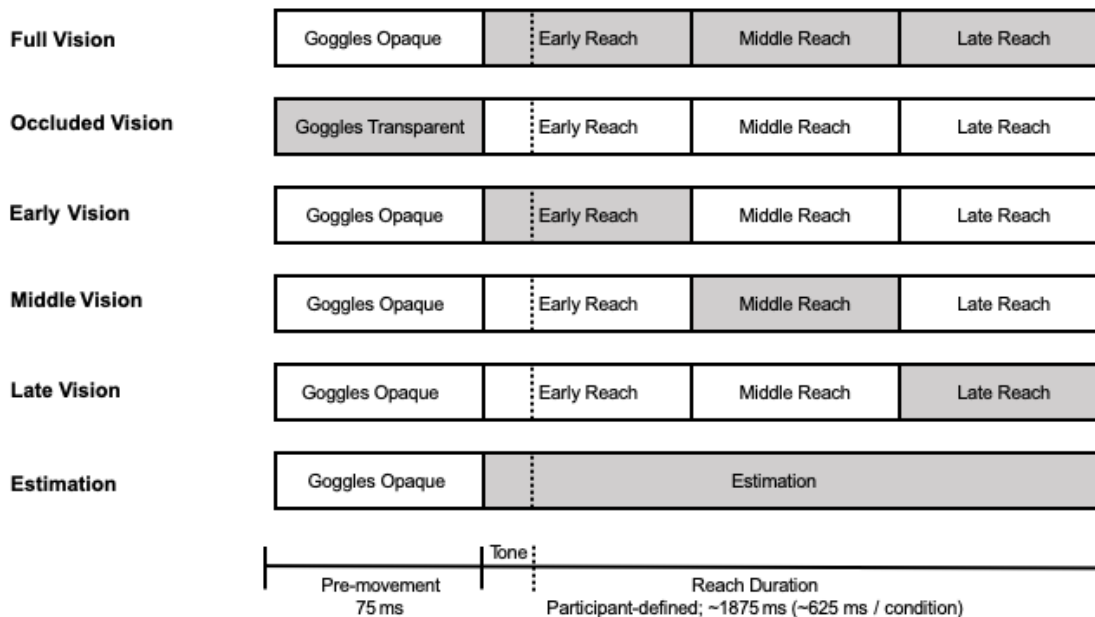 Full Vision
Goggles Opaque
Early Reach
Middle Reach
Late Reach
Occluded Vision
Goggles Transparent
Early Reach
Middle Reach
Late Reach
Early Vision
Goggles Opaque
Early Reach
Middle Reach
Late Reach
Middle Vision
Goggles Opaque
Early Reach
Middle Reach
Late Reach
Late Vision
Goggles Opaque
Early Reach
Middle Reach
Late Reach
Estimation
Goggles Opaque
Estimation
Tone
Pre-movement
75 ms
Reach Duration
Participant-defined; ~1875 ms (~625 ms / condition)